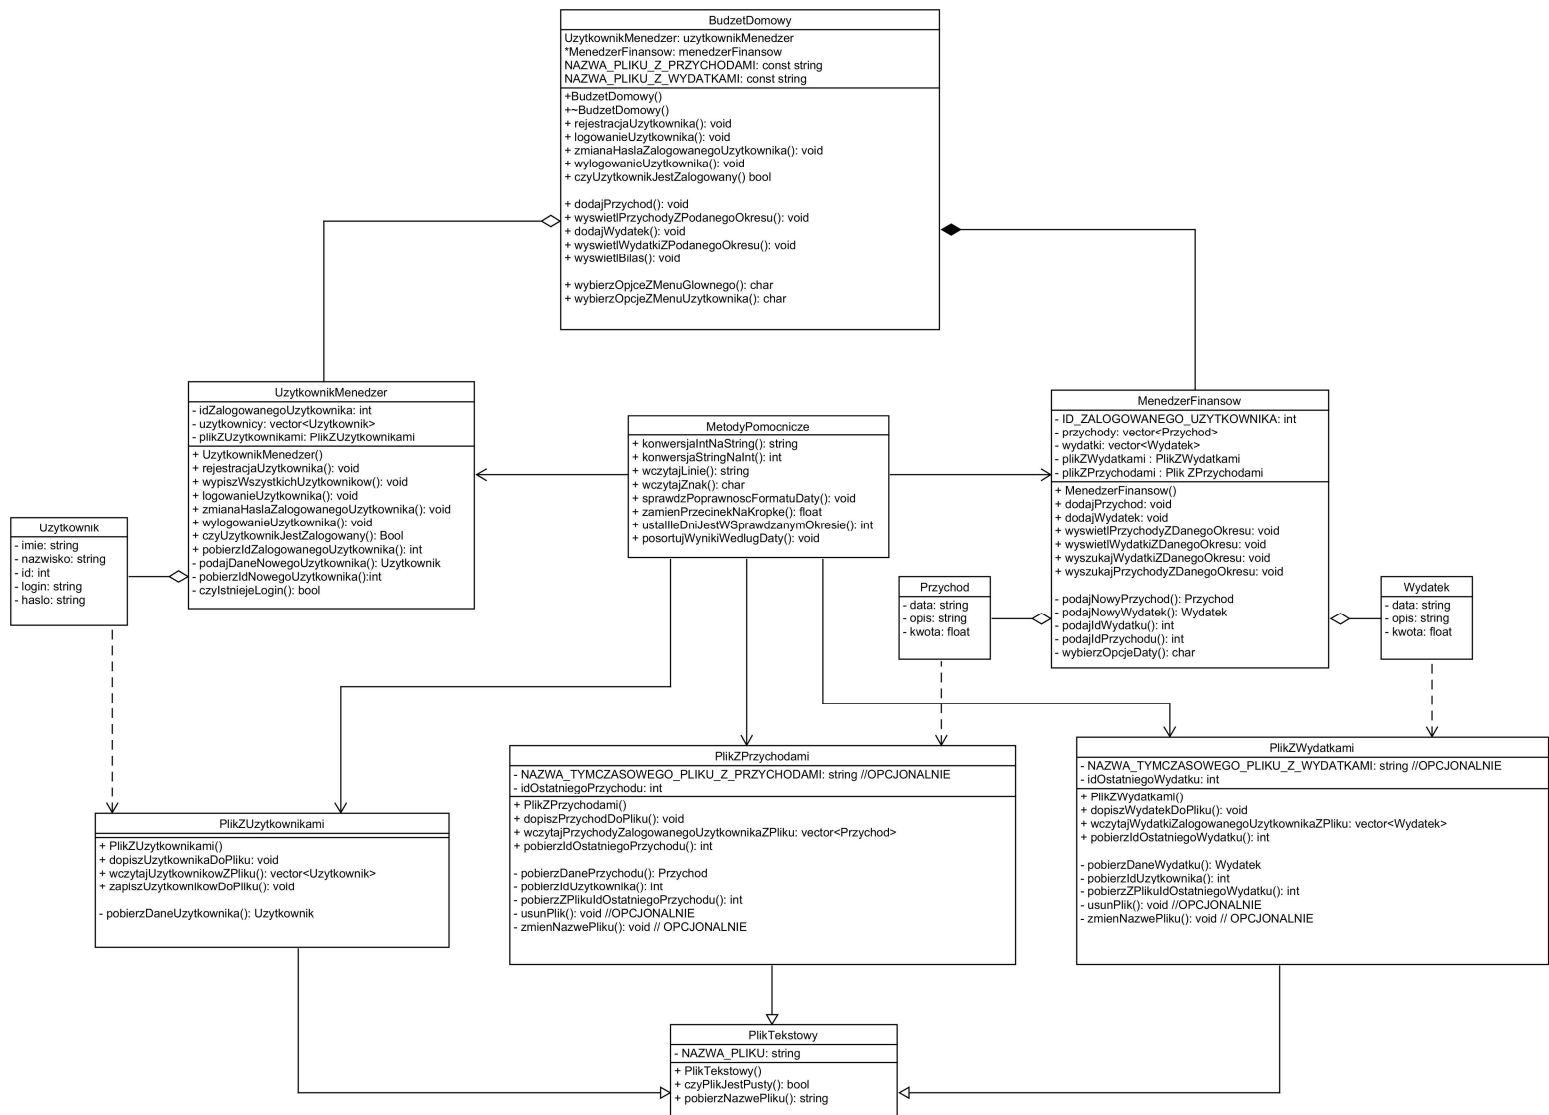 BudzetDomowy
UzytkownikMenedzer: uzytkownikMenedzer
*MenedzerFinansow: menedzerFinansow
NAZWA_PLIKU_Z_PRZYCHODAMI: const string
NAZWA_PLIKU_Z_WYDATKAMI: const string
+BudzetDomowy()
+~BudzetDomowy()
+ rejestracjaUzytkownika(): void
+ logowanieUzytkownika(): void
+ zmianaHaslaZalogowanegoUzytkownika(): void
+ wylogowanieUzytkownika(): void
+ czyUzytkownikJestZalogowany() bool
+ dodajPrzychod(): void
+ wyswietlPrzychodyZPodanegoOkresu(): void
+ dodajWydatek(): void
+ wyswietlWydatkiZPodanegoOkresu(): void
+ wyswietlBilas(): void
+ wybierzOpjceZMenuGlownego(): char
+ wybierzOpcjeZMenuUzytkownika(): char
UzytkownikMenedzer
- idZalogowanegoUzytkownika: int
- uzytkownicy: vector<Uzytkownik>
- plikZUzytkownikami: PlikZUzytkownikami
+ UzytkownikMenedzer()
+ rejestracjaUzytkownika(): void
+ wypiszWszystkichUzytkownikow(): void
+ logowanieUzytkownika(): void
+ zmianaHaslaZalogowanegoUzytkownika(): void
+ wylogowanieUzytkownika(): void
+ czyUzytkownikJestZalogowany(): Bool
+ pobierzIdZalogowanegoUzytkownika(): int
- podajDaneNowegoUzytkownika(): Uzytkownik
- pobierzIdNowegoUzytkownika():int
- czyIstniejeLogin(): bool
MetodyPomocnicze
+ konwersjaIntNaString(): string
+ konwersjaStringNaInt(): int
+ wczytajLinie(): string
+ wczytajZnak(): char
+ sprawdzPoprawnoscFormatuDaty(): void
+ zamienPrzecinekNaKropke(): float
+ ustalIleDniJestWSprawdzanymOkresie(): int
+ posortujWynikiWedlugDaty(): void
MenedzerFinansow
- ID_ZALOGOWANEGO_UZYTKOWNIKA: int
- przychody: vector<Przychod>
- wydatki: vector<Wydatek>
- plikZWydatkami : PlikZWydatkami
- plikZPrzychodami : Plik ZPrzychodami
+ MenedzerFinansow()
+ dodajPrzychod: void
+ dodajWydatek: void
+ wyswietlPrzychodyZDanegoOkresu: void
+ wyswietlWydatkiZDanegoOkresu: void
+ wyszukajWydatkiZDanegoOkresu: void
+ wyszukajPrzychodyZDanegoOkresu: void
- podajNowyPrzychod(): Przychod
- podajNowyWydatek(): Wydatek
- podajIdWydatku(): int
- podajIdPrzychodu(): int
- wybierzOpcjeDaty(): char
Uzytkownik
- imie: string
- nazwisko: string
- id: int
- login: string
- haslo: string
Przychod
- data: string
- opis: string
- kwota: float
Wydatek
- data: string
- opis: string
- kwota: float
PlikZUzytkownikami
+ PlikZUzytkownikami()
+ dopiszUzytkownikaDoPliku: void
+ wczytajUzytkownikowZPliku(): vector<Uzytkownik>
+ zapiszUzytkownikowDoPliku(): void
- pobierzDaneUzytkownika(): Uzytkownik
PlikZPrzychodami
- NAZWA_TYMCZASOWEGO_PLIKU_Z_PRZYCHODAMI: string //OPCJONALNIE
- idOstatniegoPrzychodu: int
+ PlikZPrzychodami()
+ dopiszPrzychodDoPliku(): void
+ wczytajPrzychodyZalogowanegoUzytkownikaZPliku: vector<Przychod>
+ pobierzIdOstatniegoPrzychodu(): int
- pobierzDanePrzychodu(): Przychod
- pobierzIdUzytkownika(): int
- pobierzZPlikuIdOstatniegoPrzychodu(): int
- usunPlik(): void //OPCJONALNIE
- zmienNazwePliku(): void // OPCJONALNIE
PlikZWydatkami
- NAZWA_TYMCZASOWEGO_PLIKU_Z_WYDATKAMI: string //OPCJONALNIE
- idOstatniegoWydatku: int
+ PlikZWydatkami()
+ dopiszWydatekDoPliku(): void
+ wczytajWydatkiZalogowanegoUzytkownikaZPliku: vector<Wydatek>
+ pobierzIdOstatniegoWydatku(): int
- pobierzDaneWydatku(): Wydatek
- pobierzIdUzytkownika(): int
- pobierzZPlikuIdOstatniegoWydatku(): int
- usunPlik(): void //OPCJONALNIE
- zmienNazwePliku(): void // OPCJONALNIE
PlikTekstowy
- NAZWA_PLIKU: string
+ PlikTekstowy()
+ czyPlikJestPusty(): bool
+ pobierzNazwePliku(): string